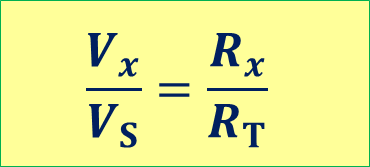 Vx / VS = Rx / RT